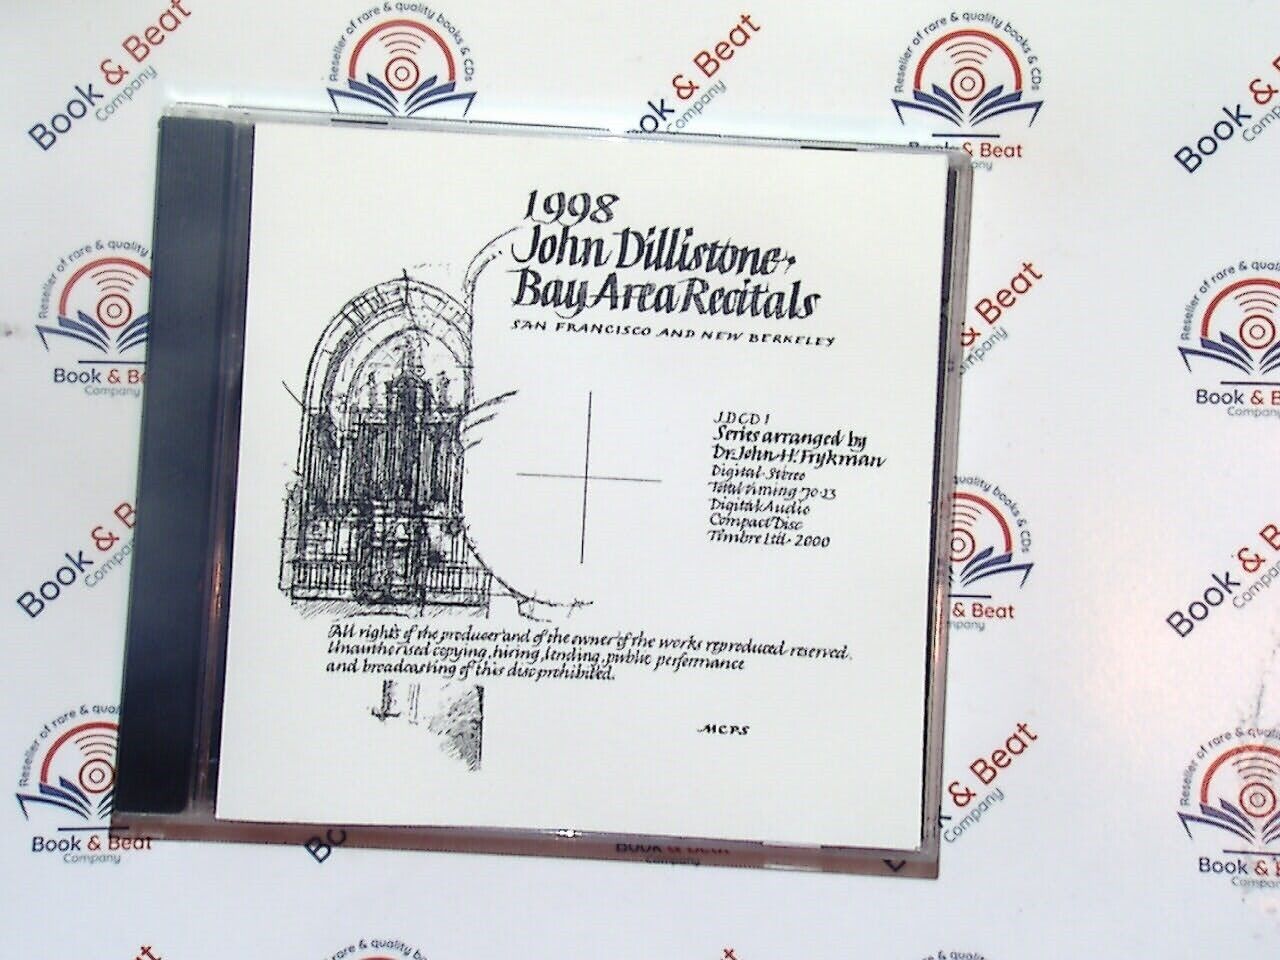 1998
John Dillistone.
Bay Area Recitals
SAN FRANCISCO AND NEW BERKELEY
JDCD 1
Series arranged by
Dr. John H. Frykman
Digital Stereo
Total timing 70·13
Digital Audio
Compact Disc
Timbre Ltd· 2000
All rights of the producer and of the owner of the works reproduced reserved.
Unauthorised copying, hiring, lending, public performance
and broadcasting of this disc prohibited.
MCPS
Reseller of rare & quality books & CDs
Book & Beat
Company